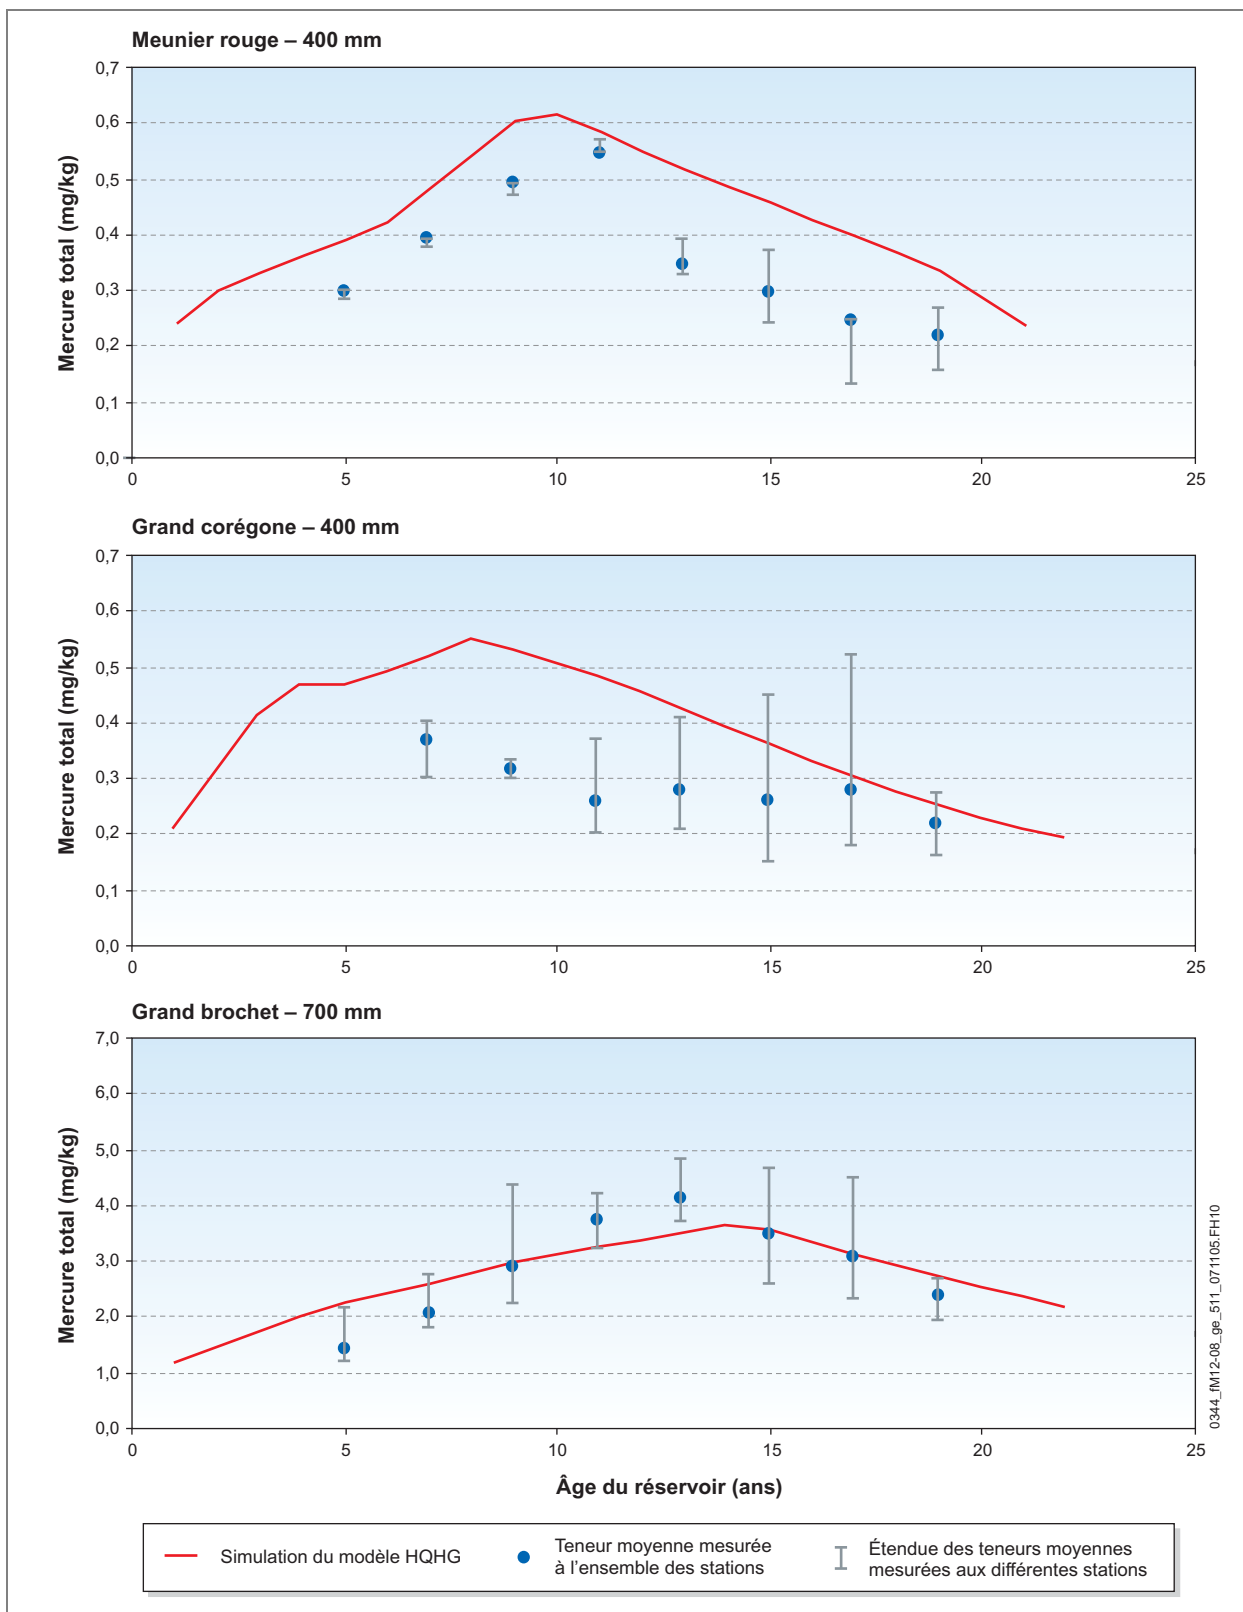 Meunier rouge – 400 mm
Mercure total (mg/kg)
0,7
0,6
0,5
0,4
0,3
0,2
0,1
0,0
0 5 10 15 20 25
Grand corégone – 400 mm
Mercure total (mg/kg)
0,7
0,6
0,5
0,4
0,3
0,2
0,1
0,0
0 5 10 15 20 25
Grand brochet – 700 mm
Mercure total (mg/kg)
7,0
6,0
5,0
4,0
3,0
2,0
1,0
0,0
0 5 10 15 20 25
Âge du réservoir (ans)
0344_fM12-08_ge_511_071105.FH10
Simulation du modèle HQHG
Teneur moyenne mesurée
à l'ensemble des stations
Étendue des teneurs moyennes
mesurées aux différentes stations